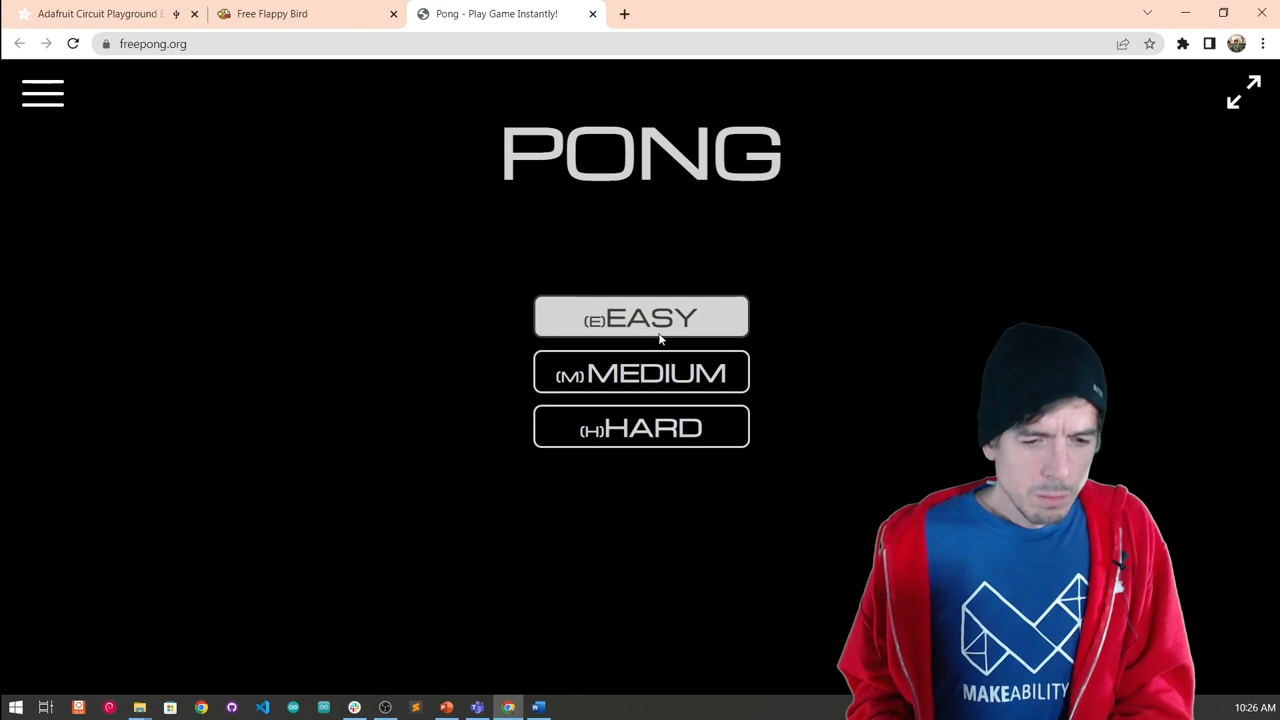 Adafruit Circuit Playground E
Free Flappy Bird
Pong - Play Game Instantly!
freepong.org
PONG
(E)EASY
(M)MEDIUM
(H)HARD
MAKEABILITY
10:26 AM